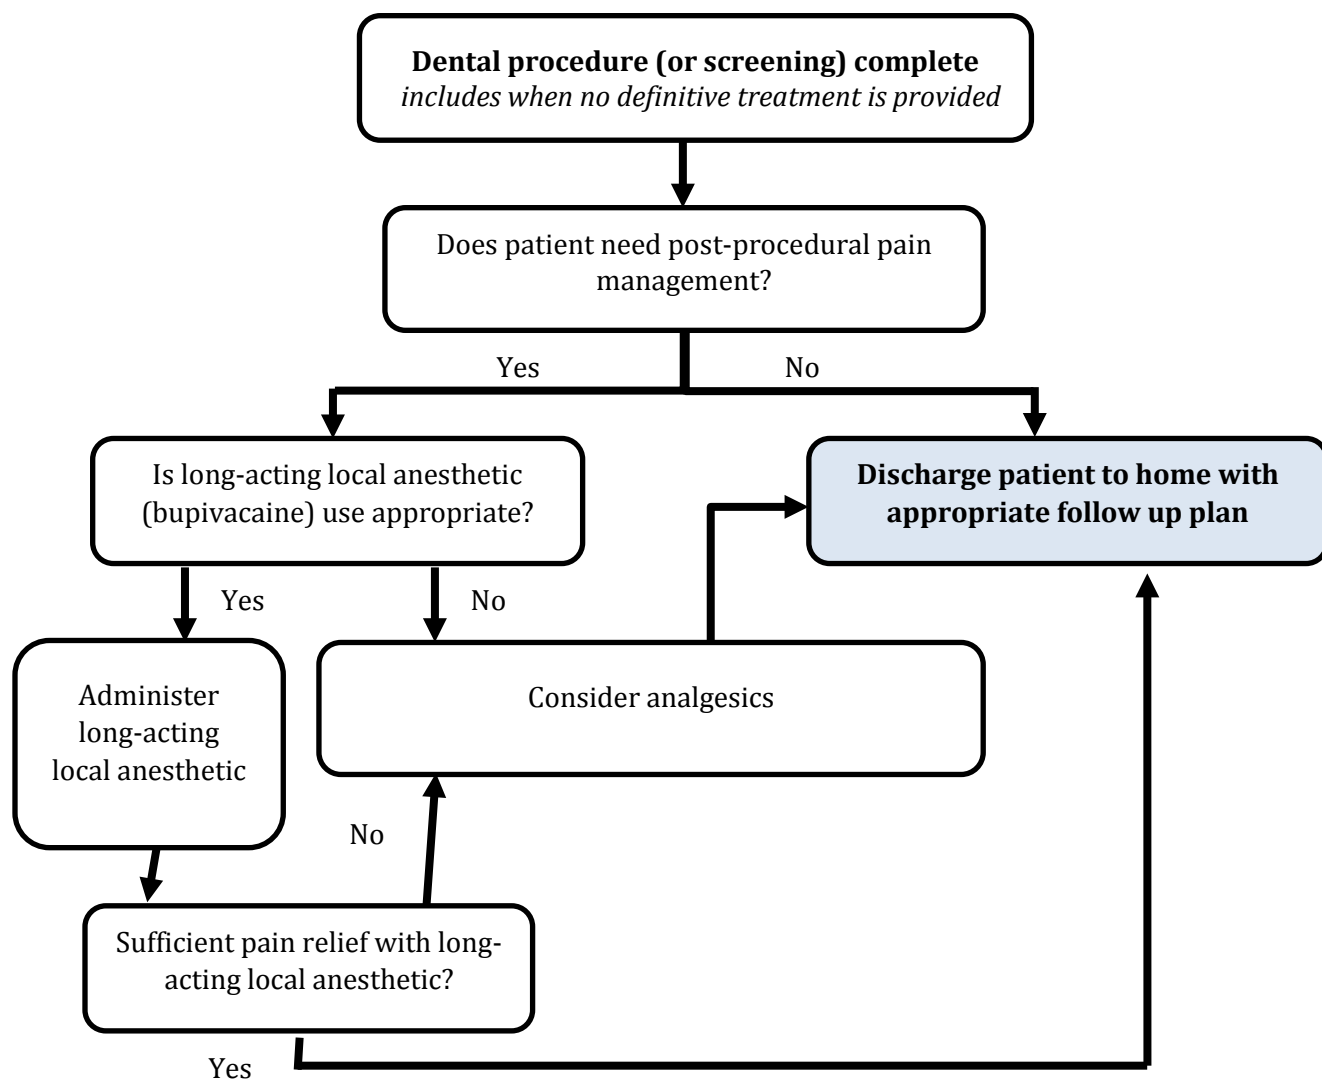 Dental procedure (or screening) complete
includes when no definitive treatment is provided
Does patient need post-procedural pain
management?
Yes
No
Is long-acting local anesthetic
(bupivacaine) use appropriate?
Discharge patient to home with
appropriate follow up plan
Yes
No
Administer
long-acting
local anesthetic
Consider analgesics
No
Sufficient pain relief with long-
acting local anesthetic?
Yes